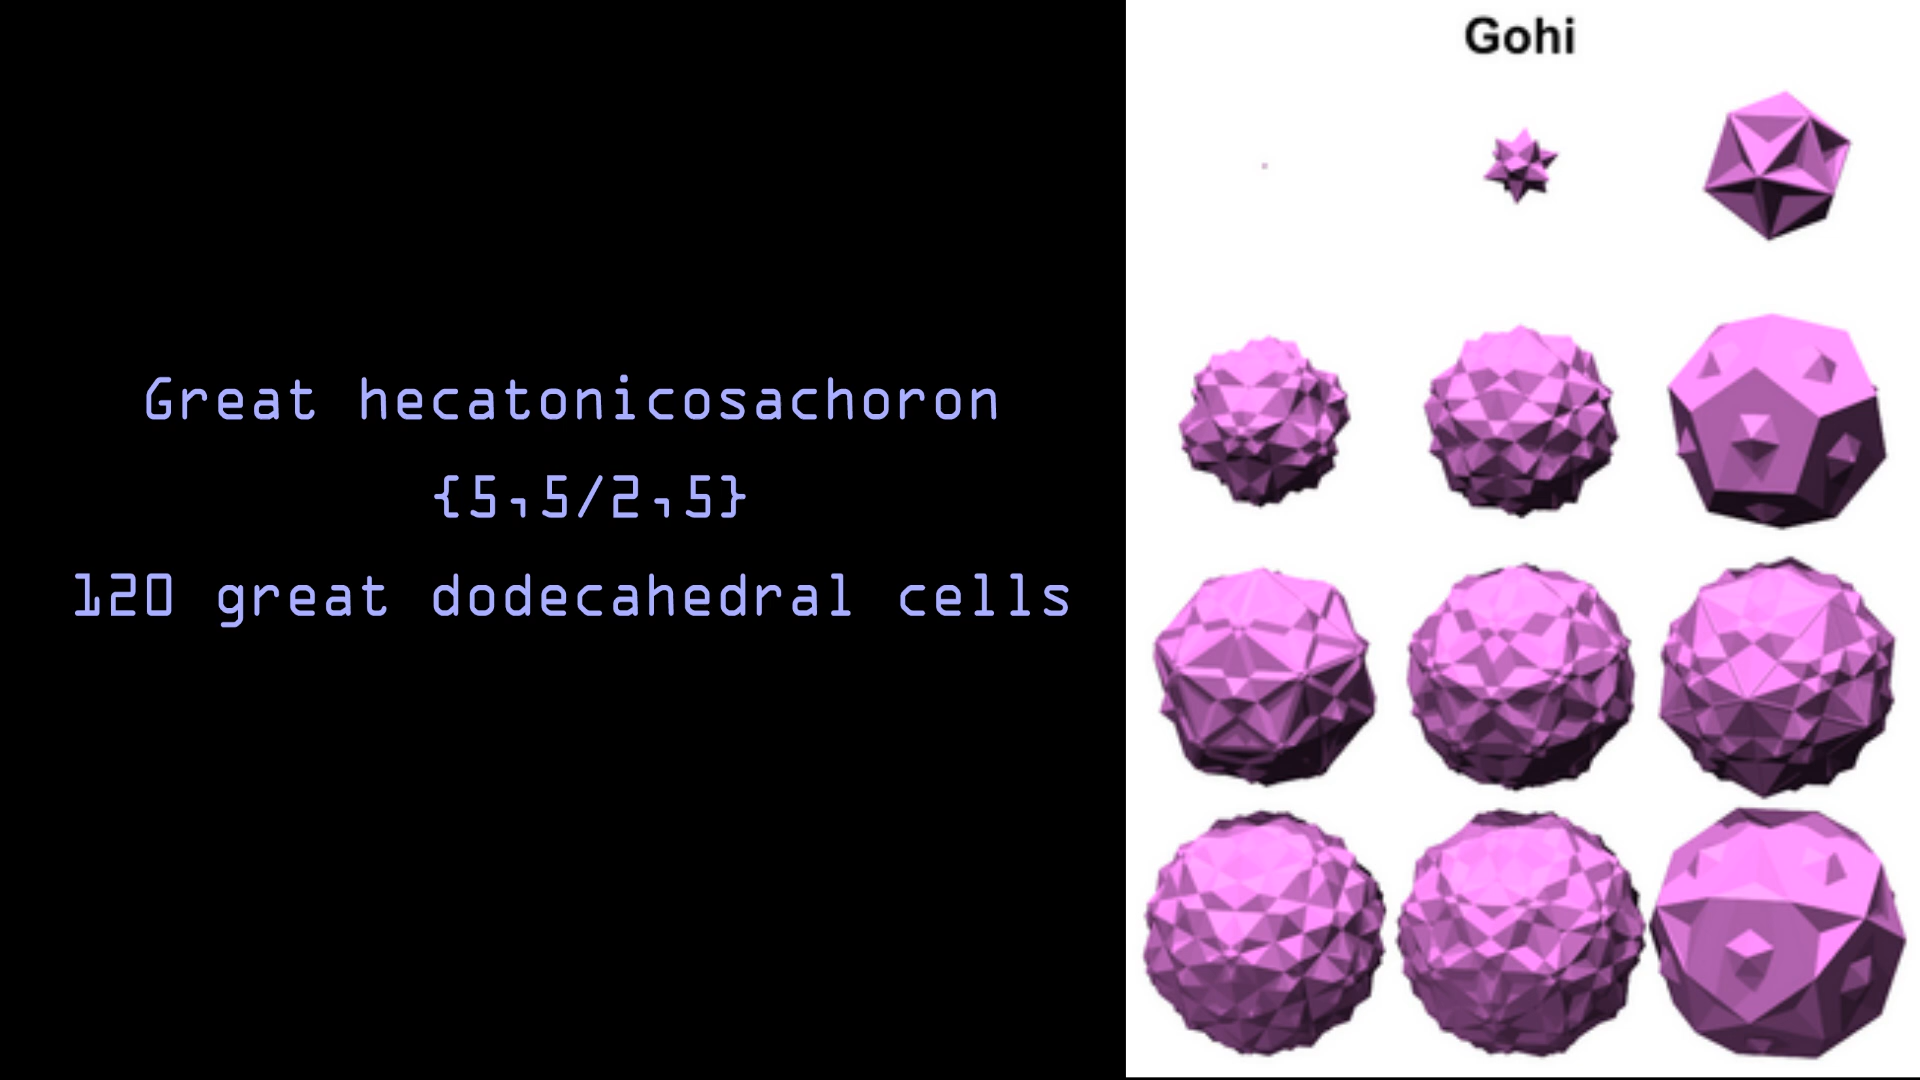 Great hecatonicosachoron
{5,5/2,5}
120 great dodecahedral cells
Gohi